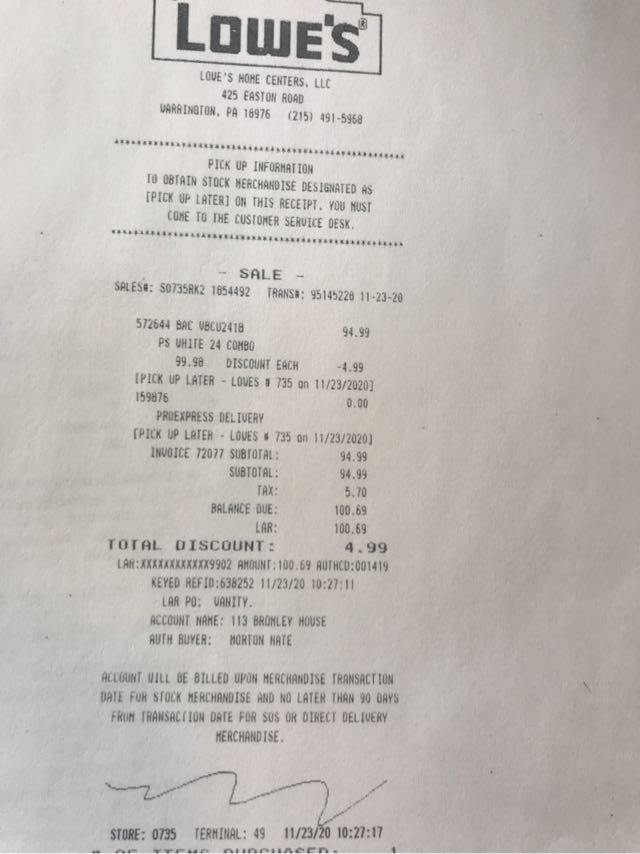 LOWE'S®
LOWE'S HOME CENTERS, LLC
425 EASTON ROAD
WARRINGTON, PA 18976 (215) 491-5968
PICK UP INFORMATION
TO OBTAIN STOCK MERCHANDISE DESIGNATED AS
[PICK UP LATER] ON THIS RECEIPT, YOU MUST
COME TO THE CUSTOMER SERVICE DESK.
- SALE -
SALES#: S0735RK2 1854492 TRANS#: 95145228 11-23-20
572644 BAC VBCU2418 94.99
PS WHITE 24 COMBO
99.98 DISCOUNT EACH -4.99
[PICK UP LATER - LOWES # 735 on 11/23/2020]
159876 0.00
PROEXPRESS DELIVERY
[PICK UP LATER - LOWES # 735 on 11/23/2020]
INVOICE 72077 SUBTOTAL: 94.99
SUBTOTAL: 94.99
TAX: 5.70
BALANCE DUE: 100.69
LAR: 100.69
TOTAL DISCOUNT: 4.99
LAR:XXXXXXXXXXXX9902 AMOUNT:100.69 AUTHCD:001419
KEYED REFID:638252 11/23/20 10:27:11
LAR PO: VANITY.
ACCOUNT NAME: 113 BROMLEY HOUSE
AUTH BUYER: MORTON NATE
ACCOUNT WILL BE BILLED UPON MERCHANDISE TRANSACTION
DATE FOR STOCK MERCHANDISE AND NO LATER THAN 90 DAYS
FROM TRANSACTION DATE FOR SOS OR DIRECT DELIVERY
MERCHANDISE.
STORE: 0735 TERMINAL: 49 11/23/20 10:27:17
# OF ITEMS PURCHASED: 1